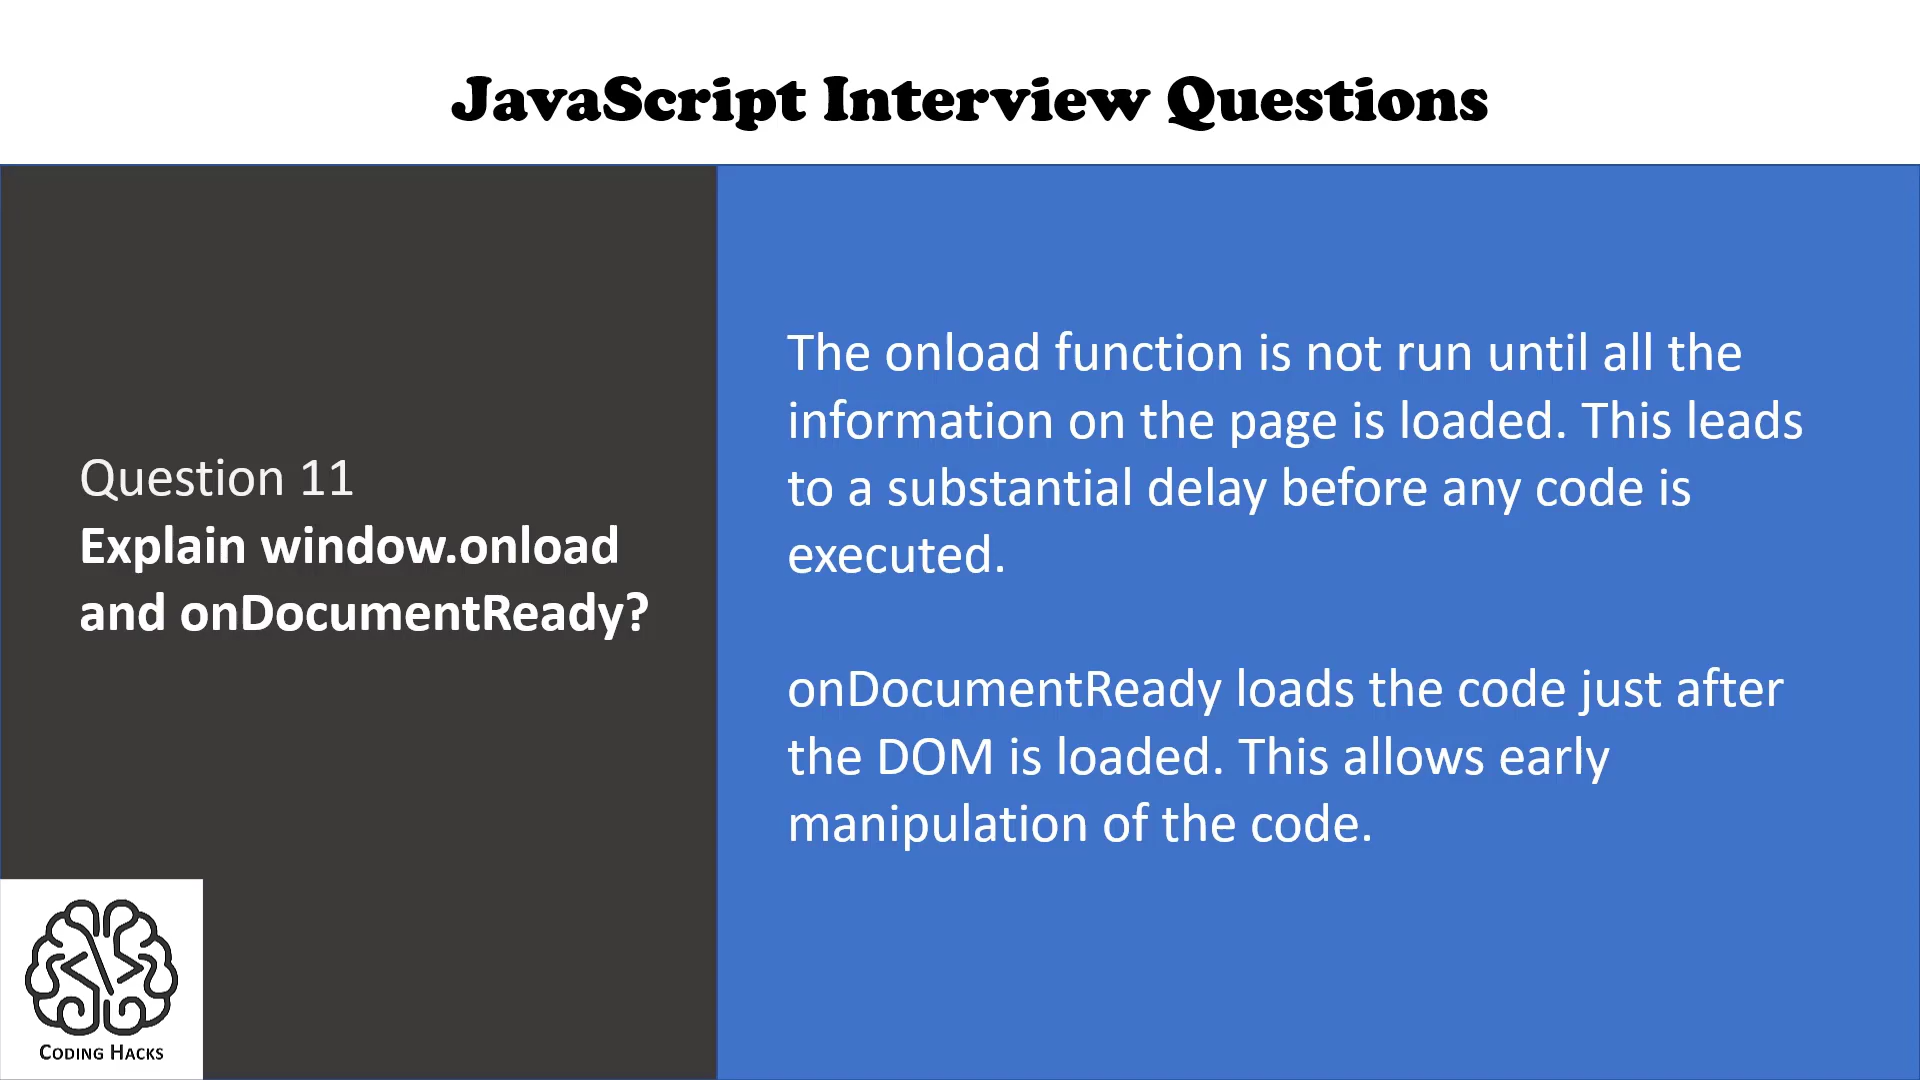 JavaScript Interview Questions
Question 11
Explain window.onload
and onDocumentReady?
The onload function is not run until all the
information on the page is loaded. This leads
to a substantial delay before any code is
executed.
onDocumentReady loads the code just after
the DOM is loaded. This allows early
manipulation of the code.
CODING HACKS